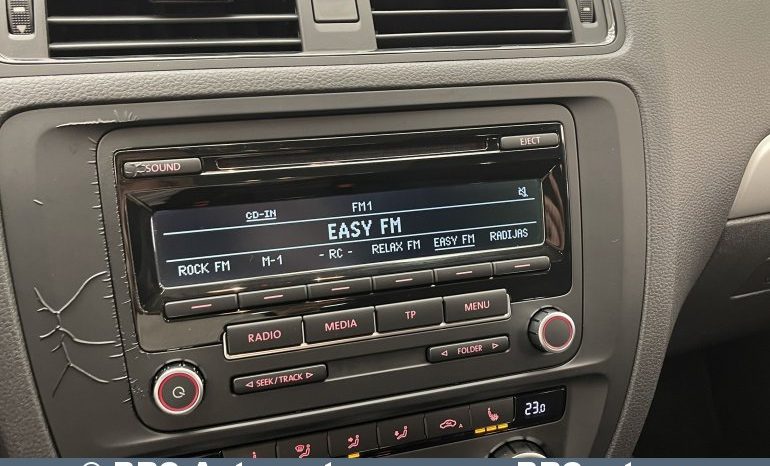 SOUND
EJECT
CD-IN FM1
EASY FM
ROCK FM M-1 - RC - RELAX FM EASY FM RADIJAS
RADIO MEDIA TP MENU
◁ SEEK/TRACK ▷ ◁ FOLDER ▷
A
23.0